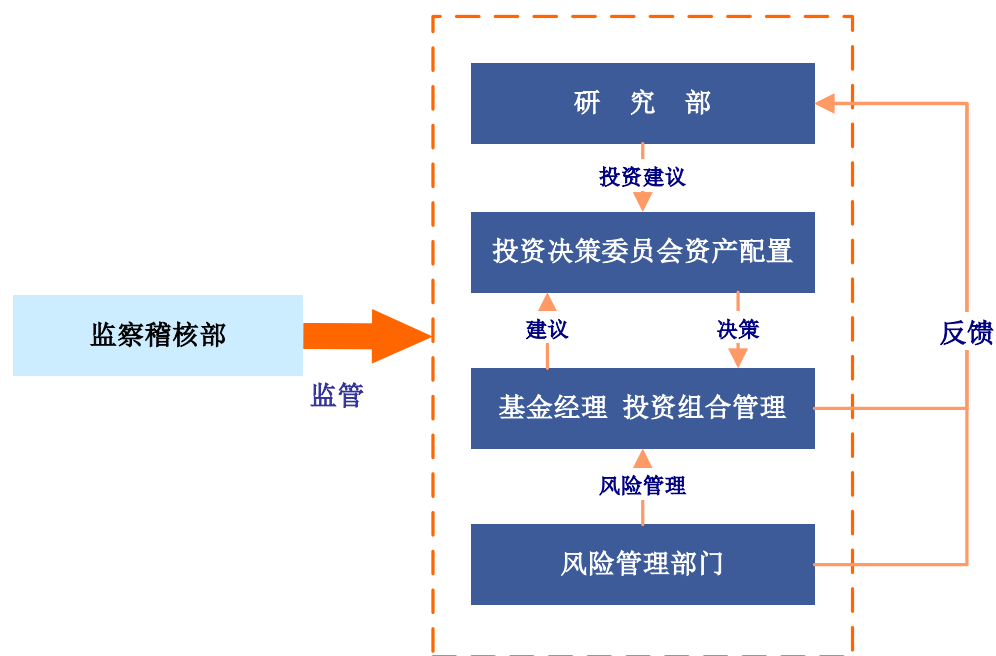 研 究 部
投资建议
投资决策委员会资产配置
建议
决策
反馈
监察稽核部
监管
基金经理 投资组合管理
风险管理
风险管理部门